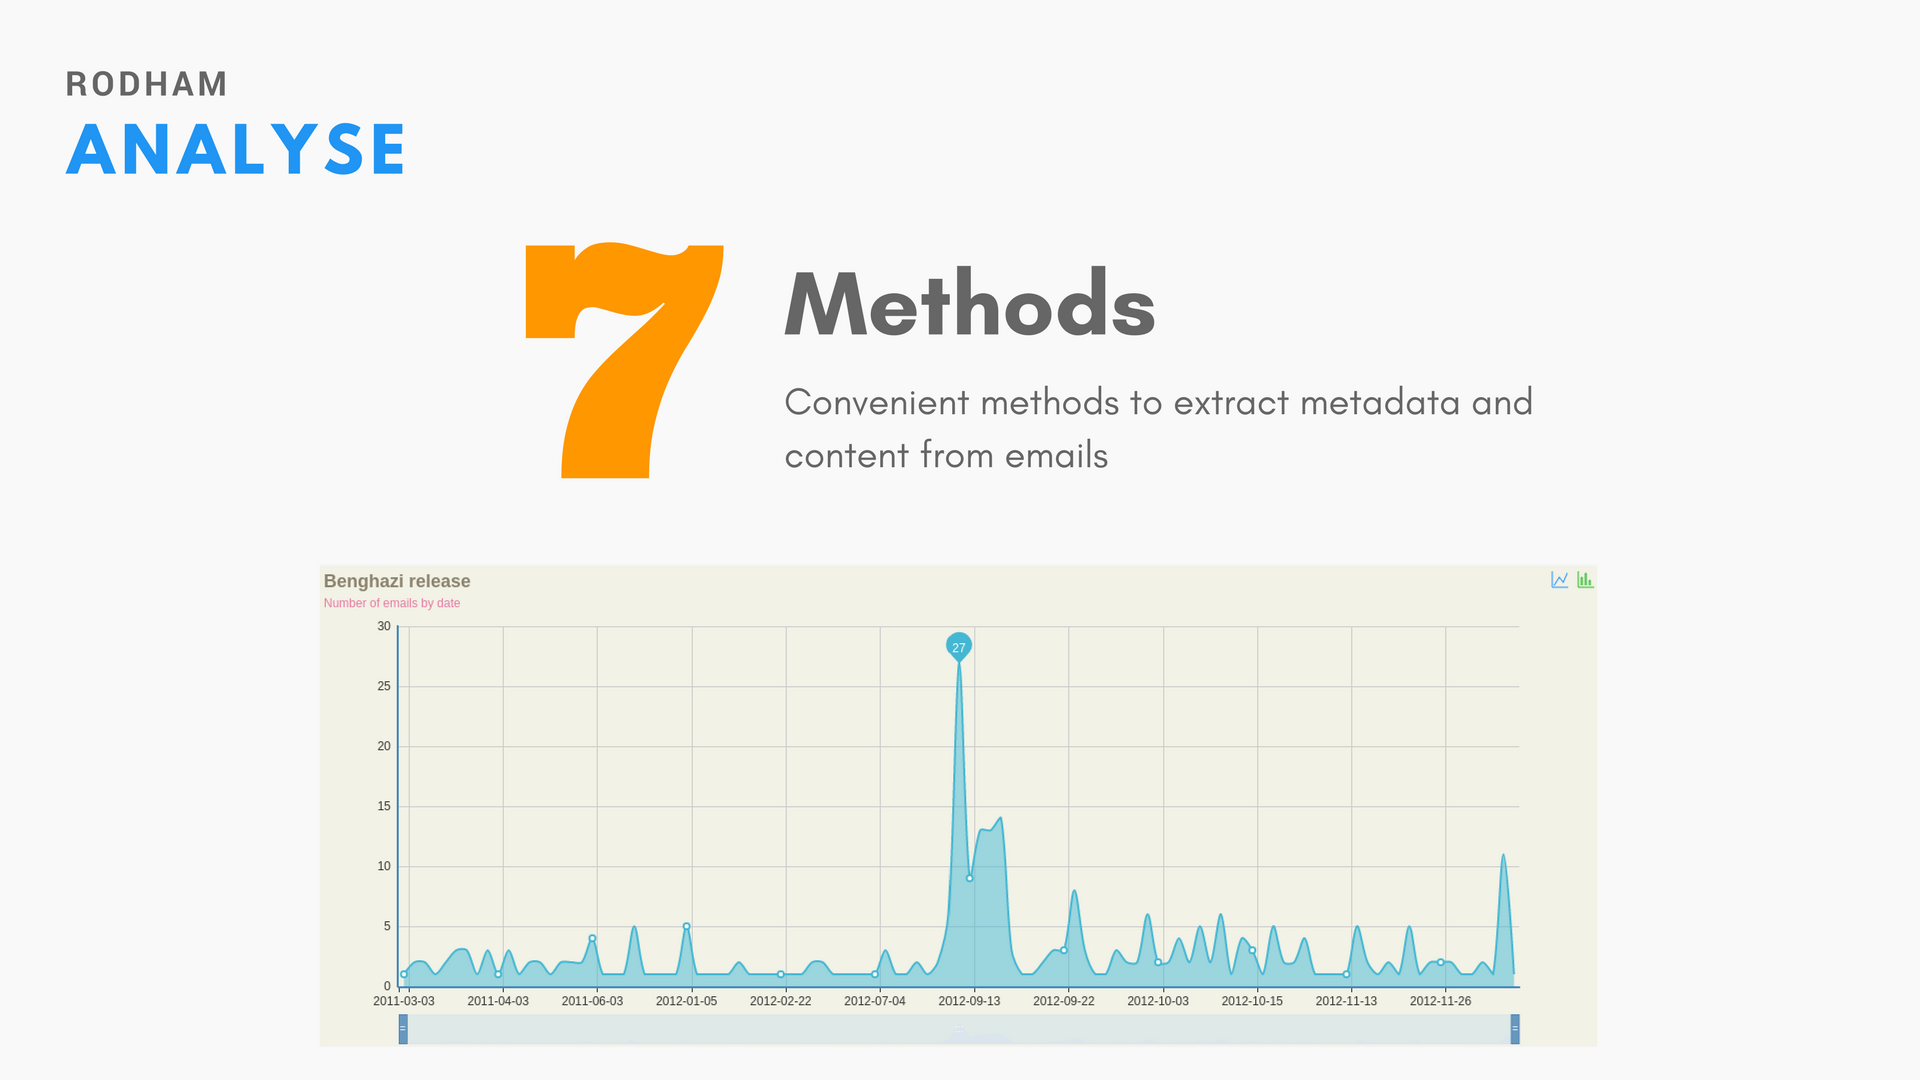 RODHAM
ANALYSE
7
Methods
Convenient methods to extract metadata and
content from emails
Benghazi release
Number of emails by date
30
27
25
20
15
10
5
0
2011-03-03 2011-04-03 2011-06-03 2012-01-05 2012-02-22 2012-07-04 2012-09-13 2012-09-22 2012-10-03 2012-10-15 2012-11-13 2012-11-26